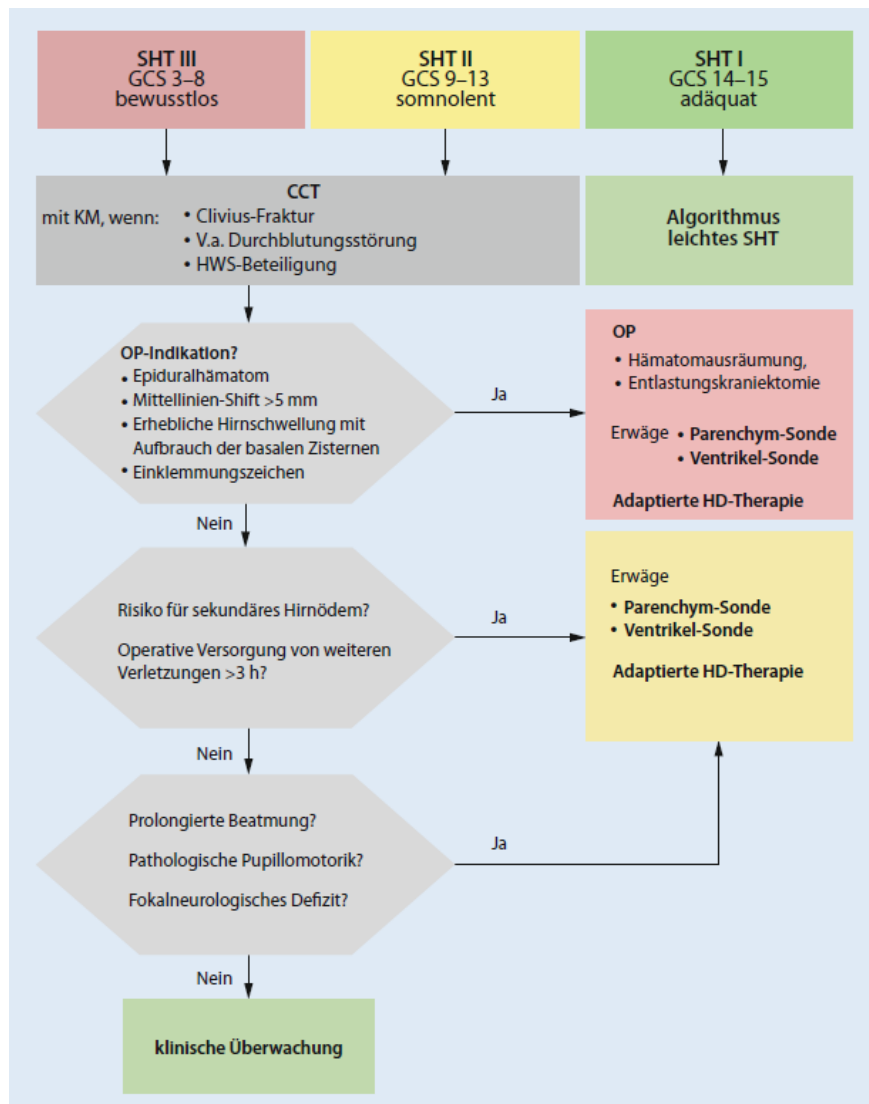 SHT III
GCS 3–8
bewusstlos
SHT II
GCS 9–13
somnolent
SHT I
GCS 14–15
adäquat
CCT
mit KM, wenn:
• Clivius-Fraktur
• V.a. Durchblutungsstörung
• HWS-Beteiligung
Algorithmus
leichtes SHT
OP-Indikation?
• Epiduralhämatom
• Mittellinien-Shift >5 mm
• Erhebliche Hirnschwellung mit
Aufbrauch der basalen Zisternen
• Einklemmungszeichen
Ja
OP
• Hämatomausräumung,
• Entlastungskraniektomie
Erwäge • Parenchym-Sonde
• Ventrikel-Sonde
Adaptierte HD-Therapie
Nein
Risiko für sekundäres Hirnödem?
Operative Versorgung von weiteren
Verletzungen >3 h?
Ja
Erwäge
• Parenchym-Sonde
• Ventrikel-Sonde
Adaptierte HD-Therapie
Nein
Prolongierte Beatmung?
Pathologische Pupillomotorik?
Fokalneurologisches Defizit?
Ja
Nein
klinische Überwachung